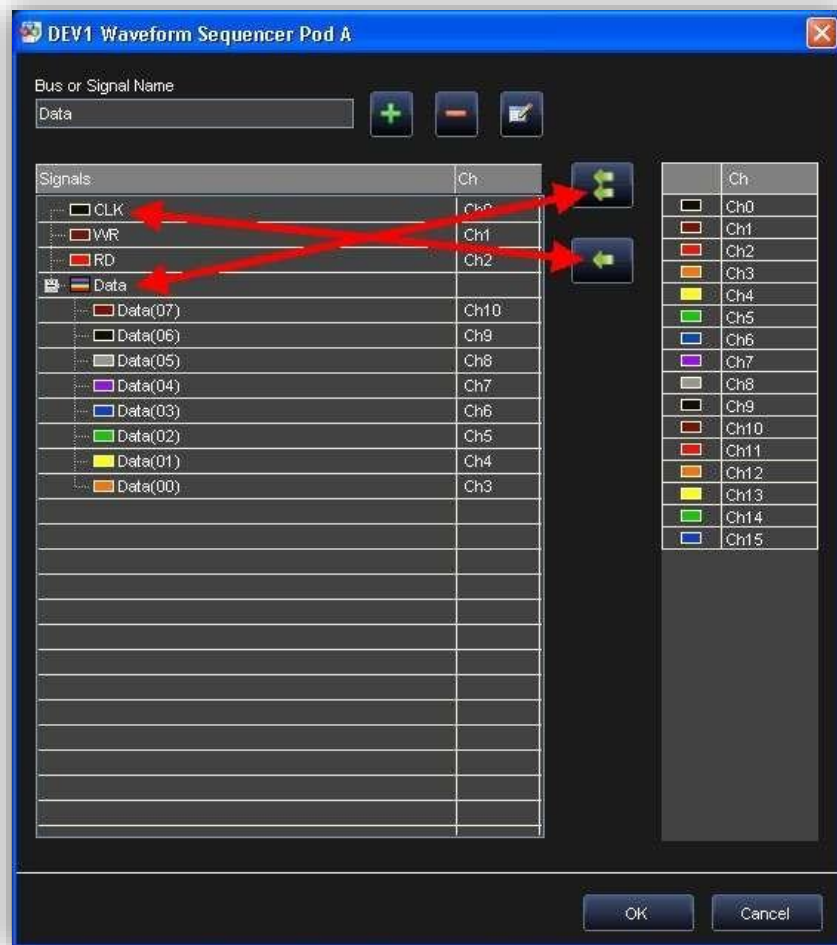 DEV1 Waveform Sequencer Pod A
Bus or Signal Name
Data
Signals Ch
CLK Ch0
WR Ch1
RD Ch2
Data
Data(07) Ch10
Data(06) Ch9
Data(05) Ch8
Data(04) Ch7
Data(03) Ch6
Data(02) Ch5
Data(01) Ch4
Data(00) Ch3
Ch
Ch0
Ch1
Ch2
Ch3
Ch4
Ch5
Ch6
Ch7
Ch8
Ch9
Ch10
Ch11
Ch12
Ch13
Ch14
Ch15
OK Cancel